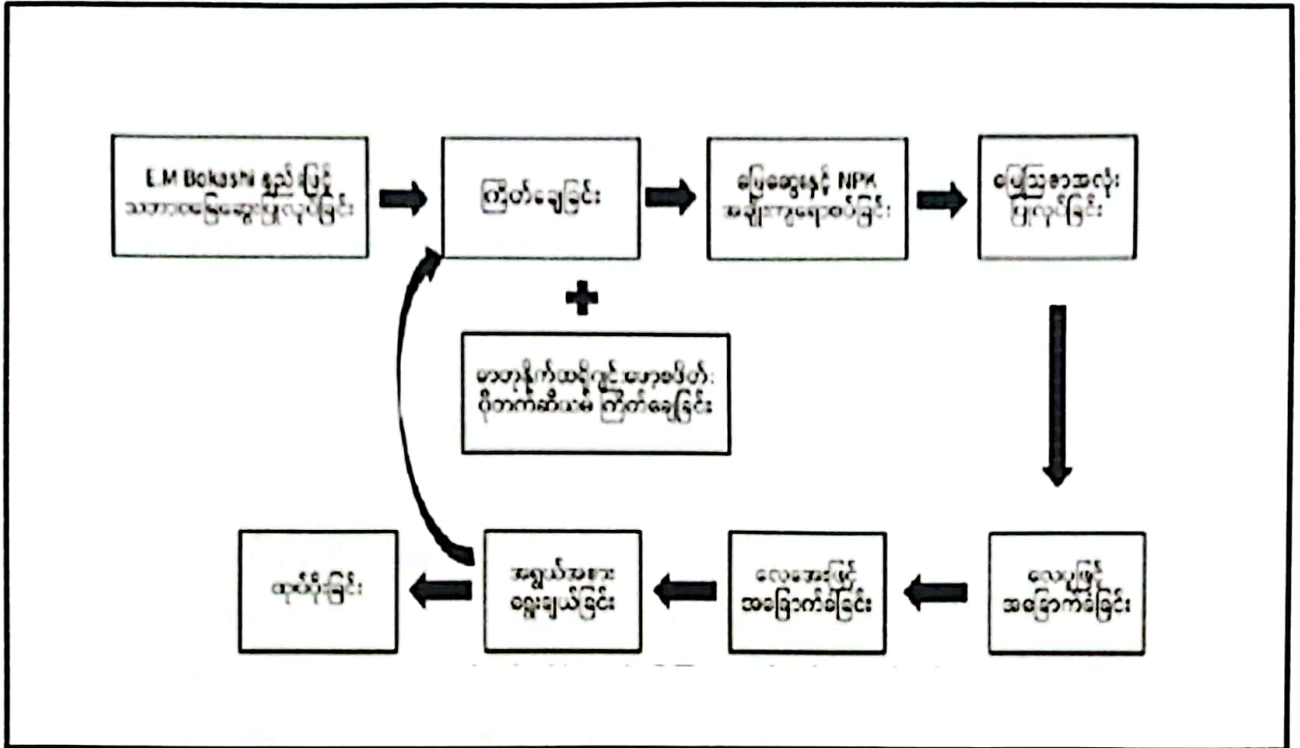 E.M Bokashi နည်းဖြင့်
သဘာဝမြေဆွေးပြုလုပ်ခြင်း
ကြိတ်ချေခြင်း
မြေဆွေးနှင့် NPK
အချိုးကျရောစပ်ခြင်း
မြေသြဇာအလုံး
ပြုလုပ်ခြင်း
ဓာတုနိုက်ထရိုဂျင်၊ ဖော့စဖိတ်၊
ပိုတက်ဆီယမ် ကြိတ်ချေခြင်း
ထုပ်ပိုးခြင်း
အရွယ်အစား
ရွေးချယ်ခြင်း
လေအေးဖြင့်
အခြောက်ခံခြင်း
လေပူဖြင့်
အခြောက်ခံခြင်း